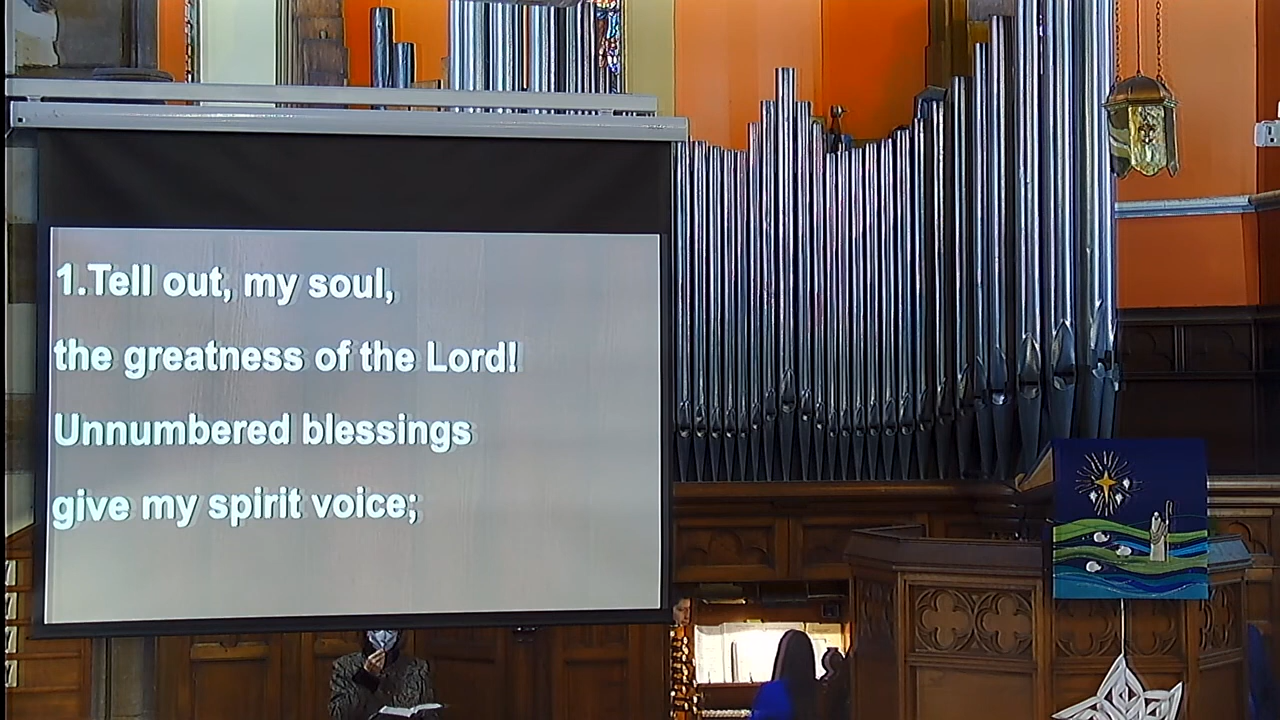 1.Tell out, my soul,
the greatness of the Lord!
Unnumbered blessings
give my spirit voice;